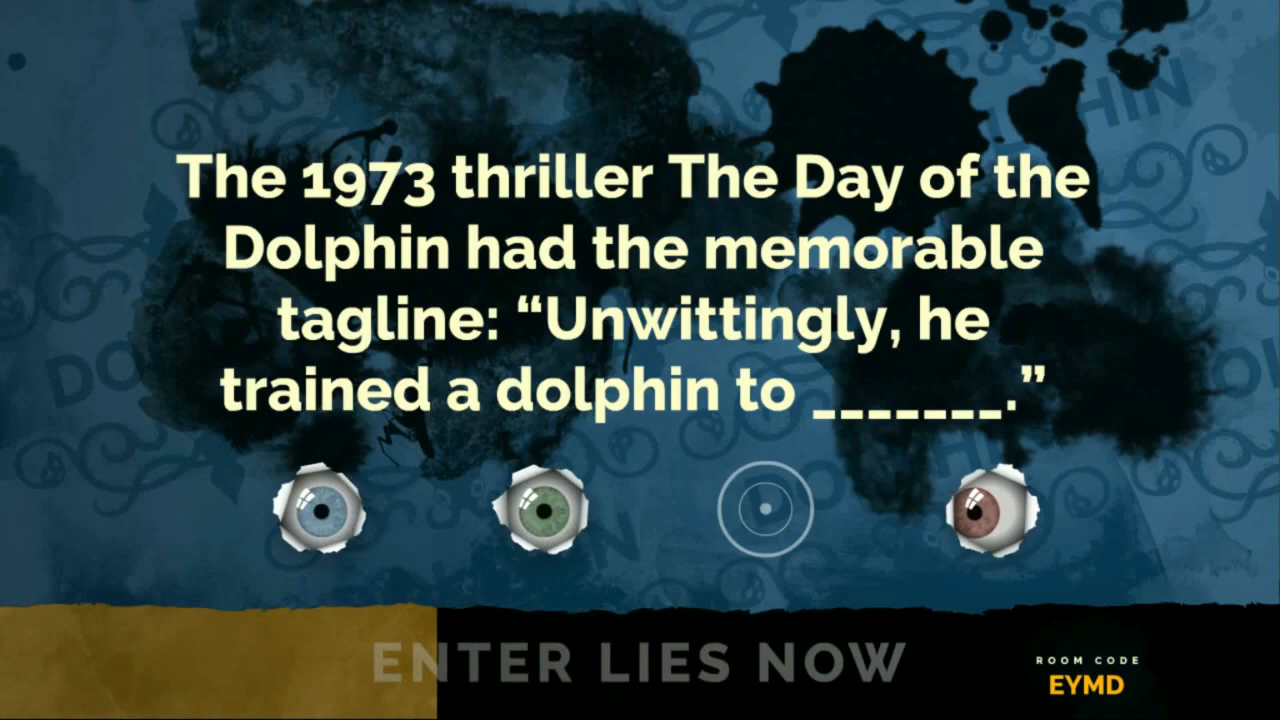 The 1973 thriller The Day of the
Dolphin had the memorable
tagline: “Unwittingly, he
trained a dolphin to _______.”
ENTER LIES NOW
ROOM CODE
EYMD